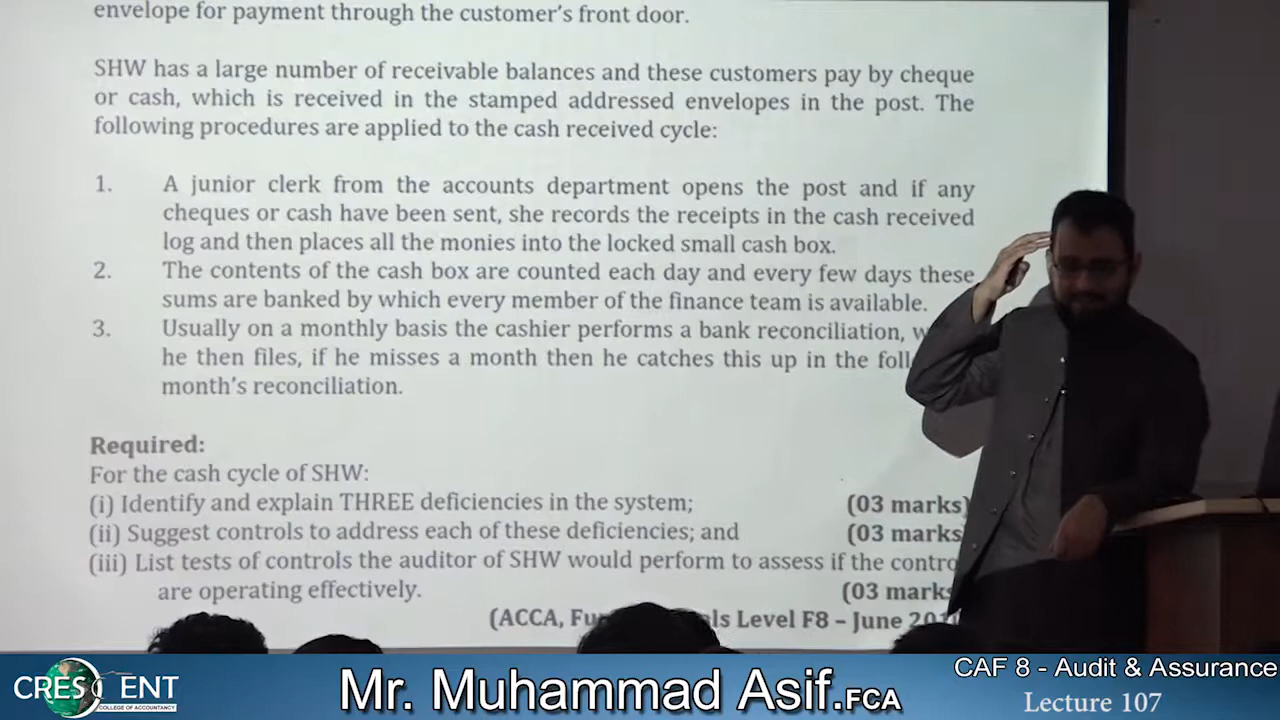 envelope for payment through the customer's front door.
SHW has a large number of receivable balances and these customers pay by cheque
or cash, which is received in the stamped addressed envelopes in the post. The
following procedures are applied to the cash received cycle:
1. A junior clerk from the accounts department opens the post and if any
cheques or cash have been sent, she records the receipts in the cash received
log and then places all the monies into the locked small cash box.
2. The contents of the cash box are counted each day and every few days these
sums are banked by which every member of the finance team is available.
3. Usually on a monthly basis the cashier performs a bank reconciliation,
he then files, if he misses a month then he catches this up in the
month's reconciliation.
Required:
For the cash cycle of SHW:
(i) Identify and explain THREE deficiencies in the system; (03 marks)
(ii) Suggest controls to address each of these deficiencies; and (03 marks
(iii) List tests of controls the auditor of SHW would perform to assess if the
are operating effectively. (03 marks
(ACCA, Level F8 – June
CRESCENT
COLLEGE OF ACCOUNTANCY
Mr. Muhammad Asif.FCA
CAF 8 - Audit & Assurance
Lecture 107